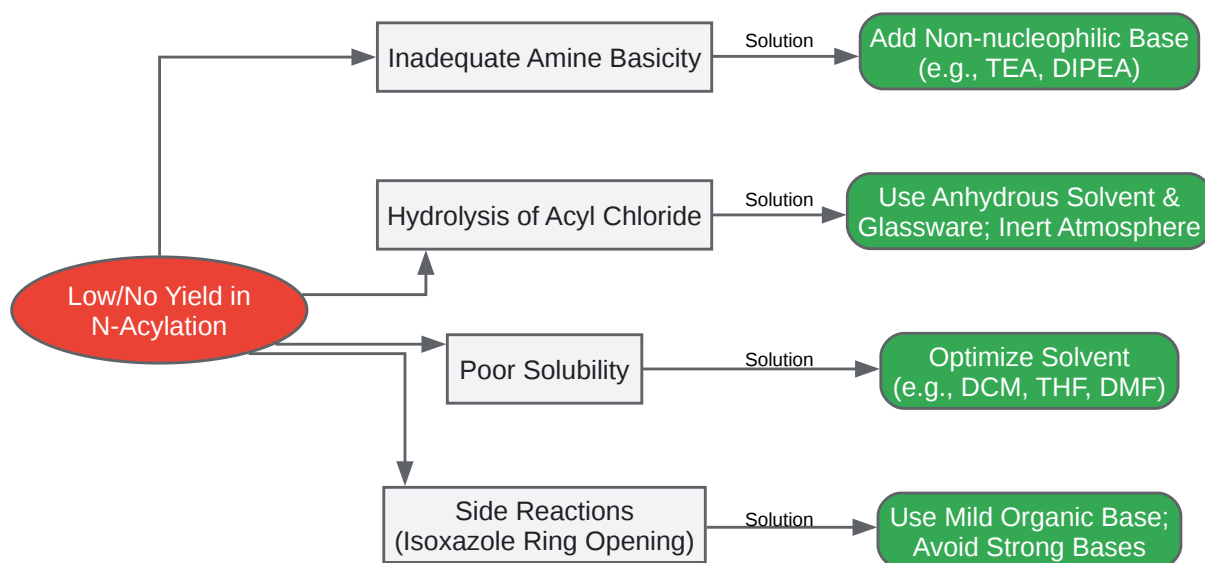 Inadequate Amine Basicity
Solution
Add Non-nucleophilic Base
(e.g., TEA, DIPEA)
Hydrolysis of Acyl Chloride
Solution
Use Anhydrous Solvent &
Glassware; Inert Atmosphere
Low/No Yield in
N-Acylation
Poor Solubility
Solution
Optimize Solvent
(e.g., DCM, THF, DMF)
Side Reactions
(Isoxazole Ring Opening)
Solution
Use Mild Organic Base;
Avoid Strong Bases